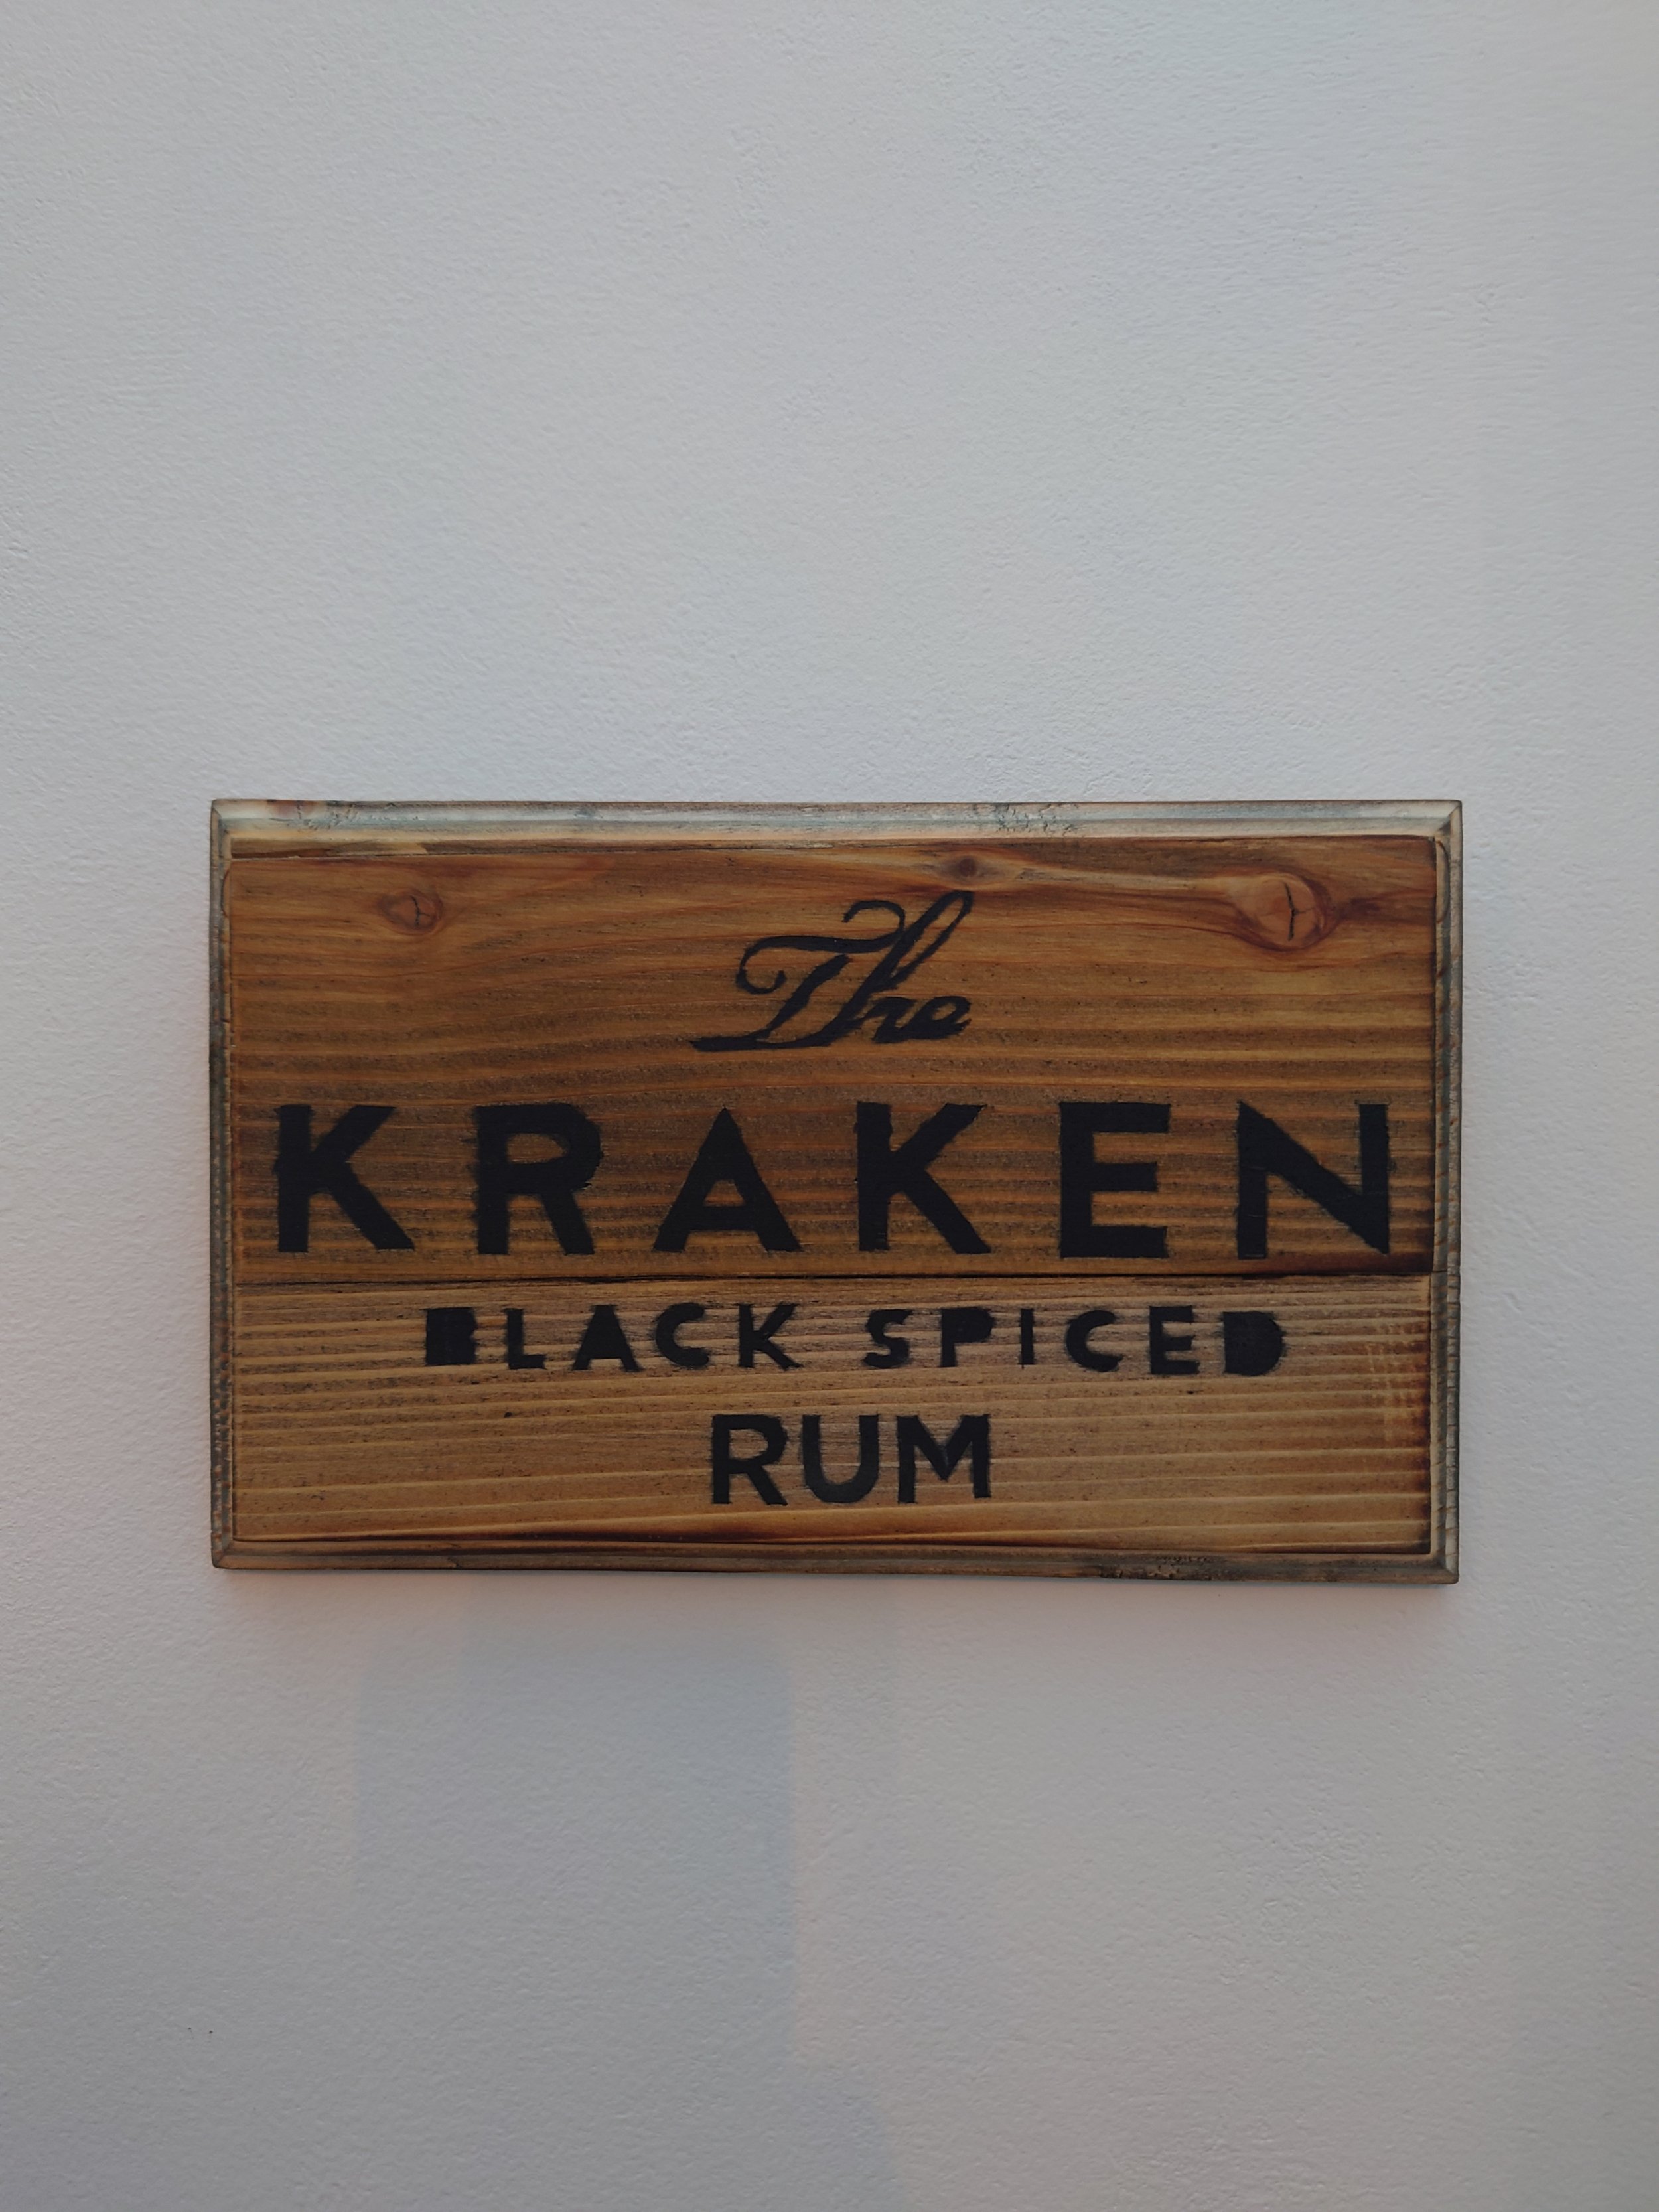 The
KRAKEN
BLACK SPICED
RUM